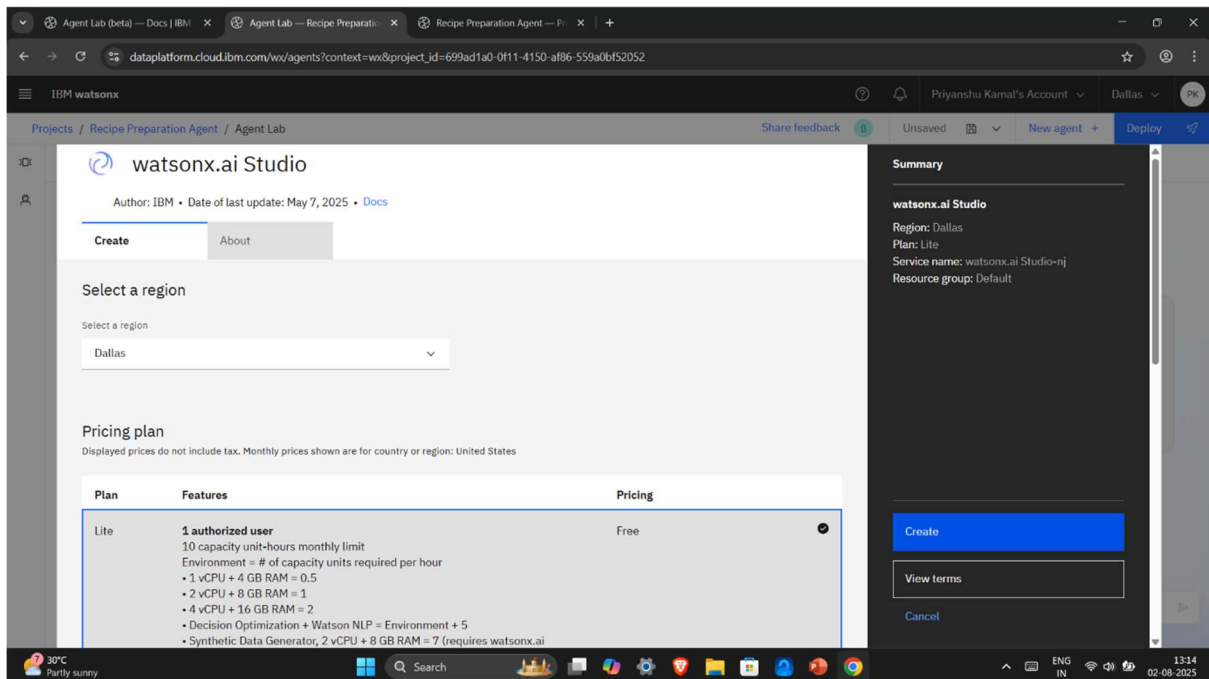 Agent Lab (beta) — Docs | IBM
Agent Lab — Recipe Preparatio
Recipe Preparation Agent — Pr
dataplatform.cloud.ibm.com/wx/agents?context=wx&project_id=699ad1a0-0f11-4150-af86-559a0bf52052
IBM watsonx
Priyanshu Kamal's Account
Dallas
PK
Projects / Recipe Preparation Agent / Agent Lab
Share feedback
β
Unsaved
New agent +
Deploy
watsonx.ai Studio
Author: IBM • Date of last update: May 7, 2025 • Docs
Create
About
Select a region
Select a region
Dallas
Pricing plan
Displayed prices do not include tax. Monthly prices shown are for country or region: United States
Plan Features Pricing
Lite 1 authorized user Free
10 capacity unit-hours monthly limit
Environment = # of capacity units required per hour
• 1 vCPU + 4 GB RAM = 0.5
• 2 vCPU + 8 GB RAM = 1
• 4 vCPU + 16 GB RAM = 2
• Decision Optimization + Watson NLP = Environment + 5
• Synthetic Data Generator, 2 vCPU + 8 GB RAM = 7 (requires watsonx.ai
Summary
watsonx.ai Studio
Region: Dallas
Plan: Lite
Service name: watsonx.ai Studio-nj
Resource group: Default
Create
View terms
Cancel
7
30°C
Partly sunny
Search
ENG
IN
13:14
02-08-2025